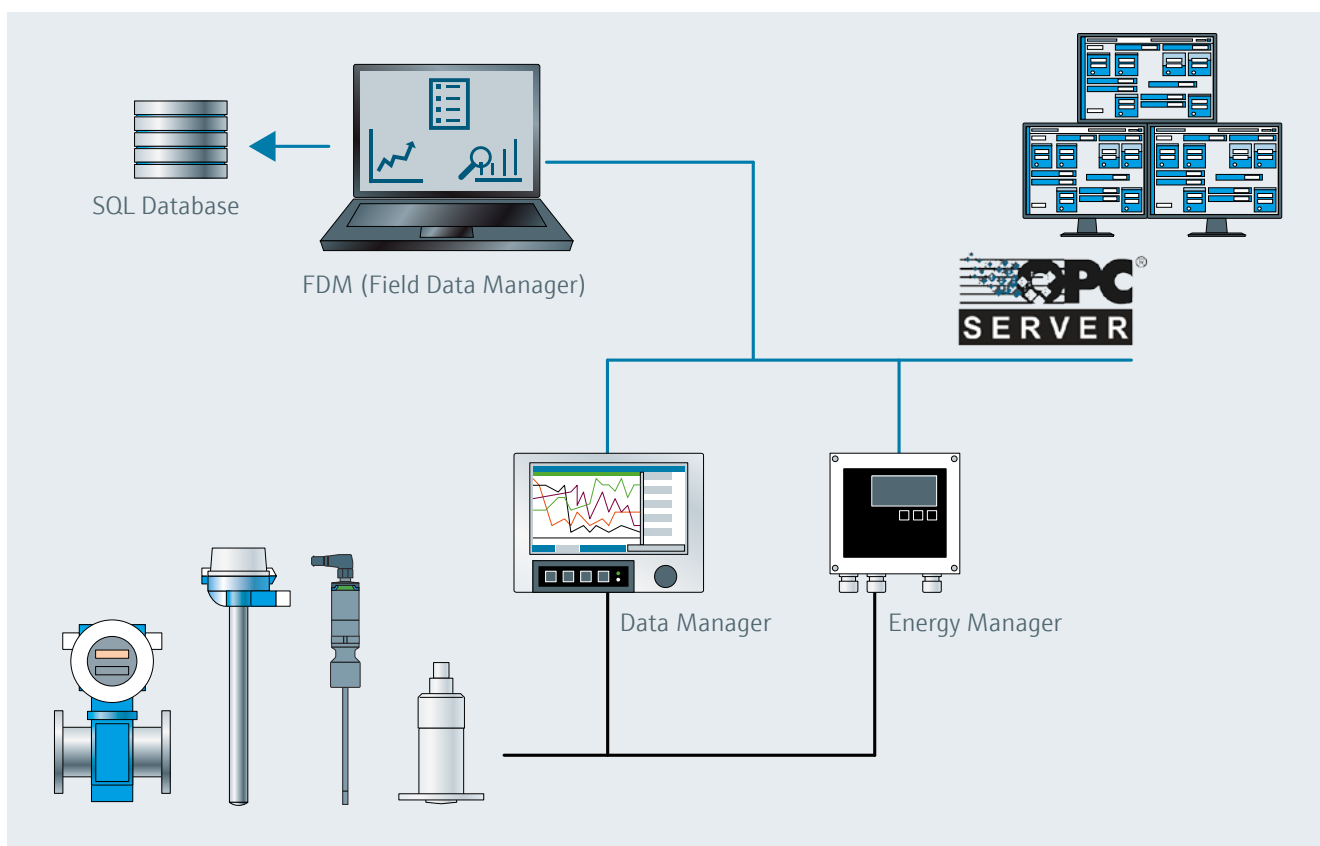 SQL Database
FDM (Field Data Manager)
OPC®
SERVER
Data Manager
Energy Manager